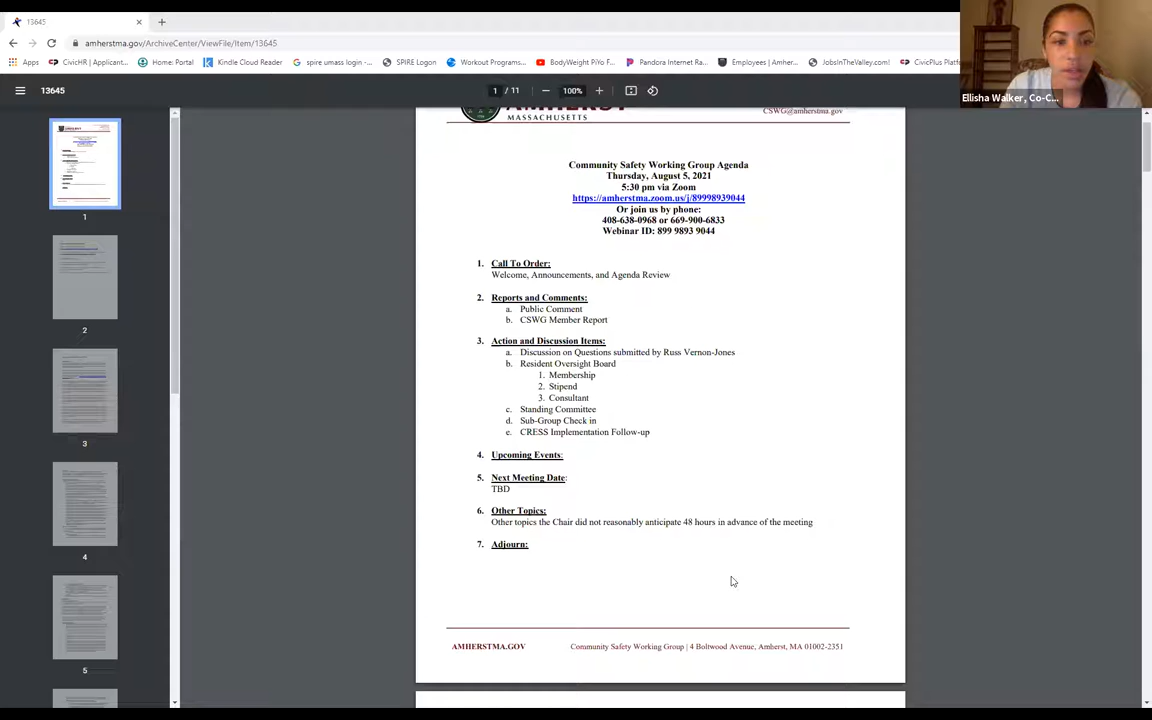 13645
amherstma.gov/ArchiveCenter/ViewFile/Item/13645
Apps CivicHR | Applicant... Home: Portal Kindle Cloud Reader spire umass login -... SPIRE Logon Workout Programs... BodyWeight PiYo F... Pandora Internet Ra... Employees | Amher... JobsInTheValley.com! CivicPlus Platf
13645
1 / 11
100%
Ellisha Walker, Co-C...
AMHERST
MASSACHUSETTS
CSWG@amherstma.gov
Community Safety Working Group Agenda
Thursday, August 5, 2021
5:30 pm via Zoom
https://amherstma.zoom.us/j/89998939044
Or join us by phone:
408-638-0968 or 669-900-6833
Webinar ID: 899 9893 9044
1. Call To Order:
Welcome, Announcements, and Agenda Review
2. Reports and Comments:
a. Public Comment
b. CSWG Member Report
3. Action and Discussion Items:
a. Discussion on Questions submitted by Russ Vernon-Jones
b. Resident Oversight Board
1. Membership
2. Stipend
3. Consultant
c. Standing Committee
d. Sub-Group Check in
e. CRESS Implementation Follow-up
4. Upcoming Events:
5. Next Meeting Date:
TBD
6. Other Topics:
Other topics the Chair did not reasonably anticipate 48 hours in advance of the meeting
7. Adjourn:
AMHERSTMA.GOV
Community Safety Working Group | 4 Boltwood Avenue, Amherst, MA 01002-2351
1
2
3
4
5